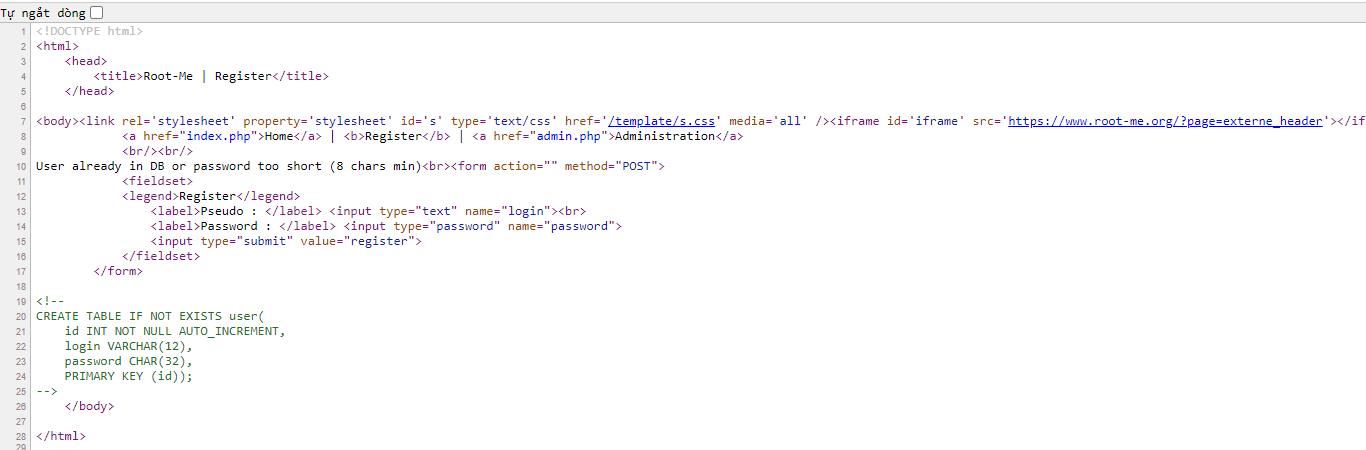 Tự ngắt dòng
1 <!DOCTYPE html>
2 <html>
3     <head>
4         <title>Root-Me | Register</title>
5     </head>
6
7 <body><link rel='stylesheet' property='stylesheet' id='s' type='text/css' href='/template/s.css' media='all' /><iframe id='iframe' src='https://www.root-me.org/?page=externe_header'></if
8             <a href="index.php">Home</a> | <b>Register</b> | <a href="admin.php">Administration</a>
9             <br/><br/>
10 User already in DB or password too short (8 chars min)<br><form action="" method="POST">
11             <fieldset>
12             <legend>Register</legend>
13                 <label>Pseudo : </label> <input type="text" name="login"><br>
14                 <label>Password : </label> <input type="password" name="password">
15                 <input type="submit" value="register">
16             </fieldset>
17         </form>
18
19 <!--
20 CREATE TABLE IF NOT EXISTS user(
21     id INT NOT NULL AUTO_INCREMENT,
22     login VARCHAR(12),
23     password CHAR(32),
24     PRIMARY KEY (id));
25 -->
26     </body>
27
28 </html>
29